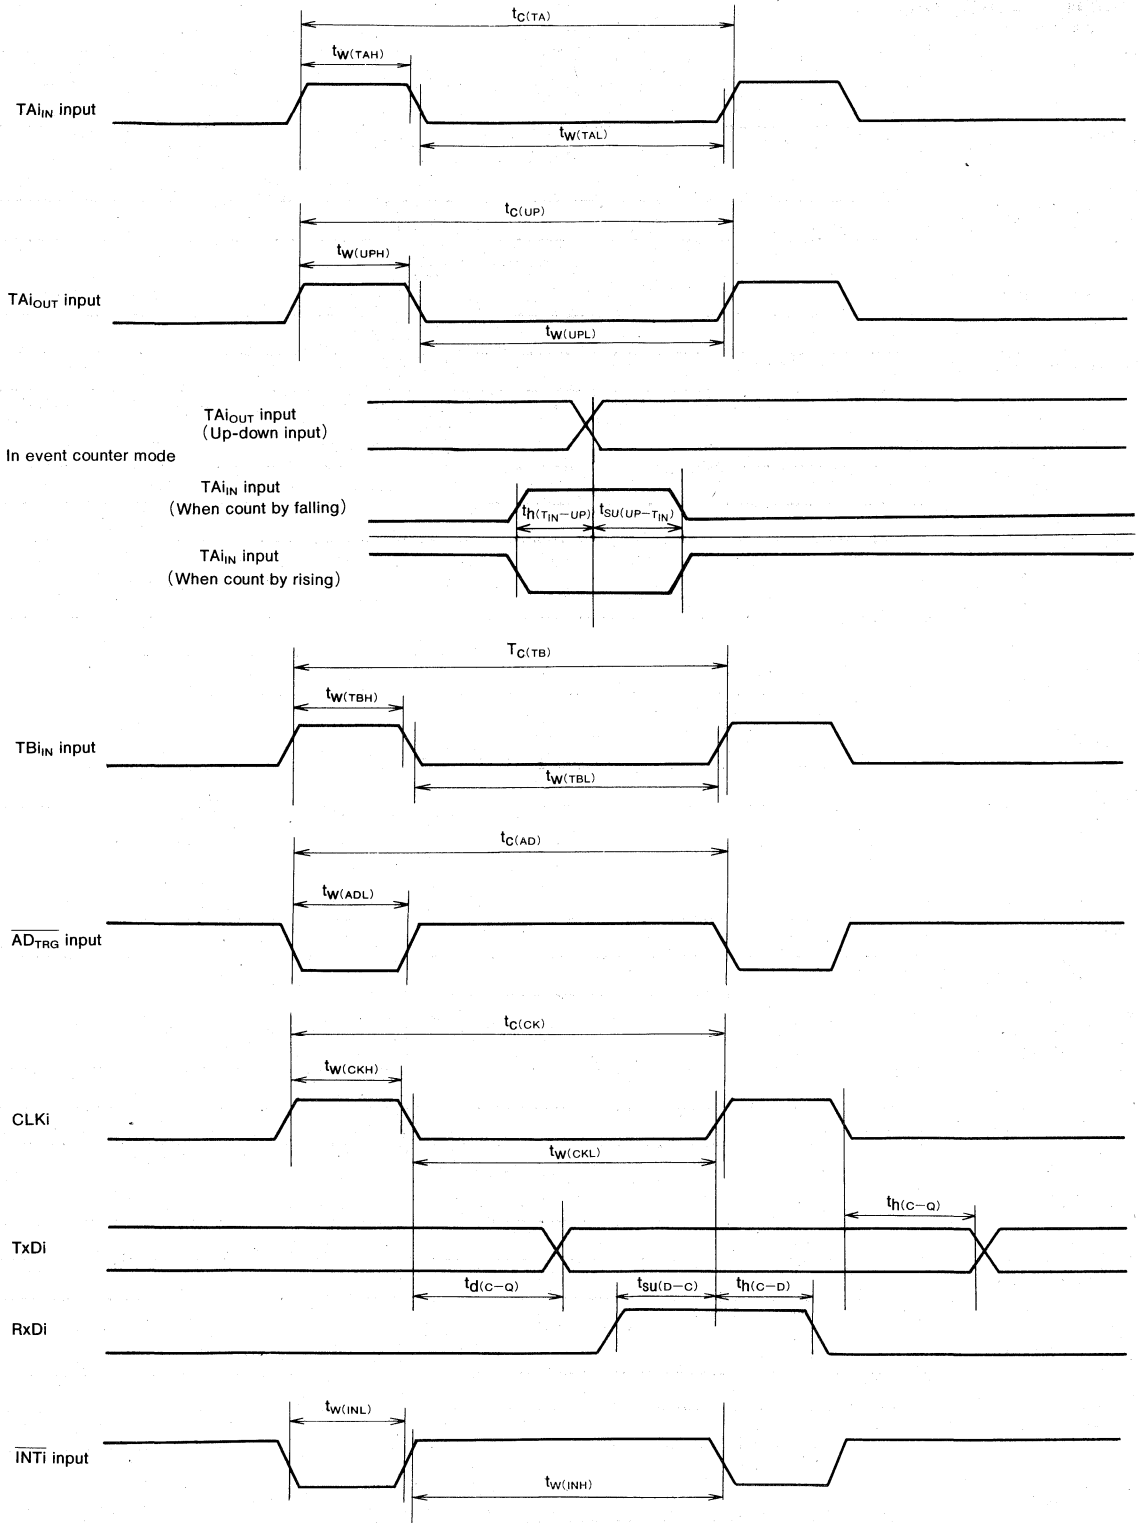 tC(TA)
tW(TAH)
TAiIN input
tW(TAL)
tC(UP)
tW(UPH)
TAiOUT input
tW(UPL)
TAiOUT input
(Up-down input)
In event counter mode
TAiIN input
(When count by falling)
th(TIN−UP) tSU(UP−TIN)
TAiIN input
(When count by rising)
TC(TB)
tW(TBH)
TBiIN input
tW(TBL)
tC(AD)
tW(ADL)
ADTRG input
tC(CK)
tW(CKH)
CLKi
tW(CKL)
th(C−Q)
TxDi
td(C−Q) tSU(D−C) th(C−D)
RxDi
tW(INL)
INTi input
tW(INH)